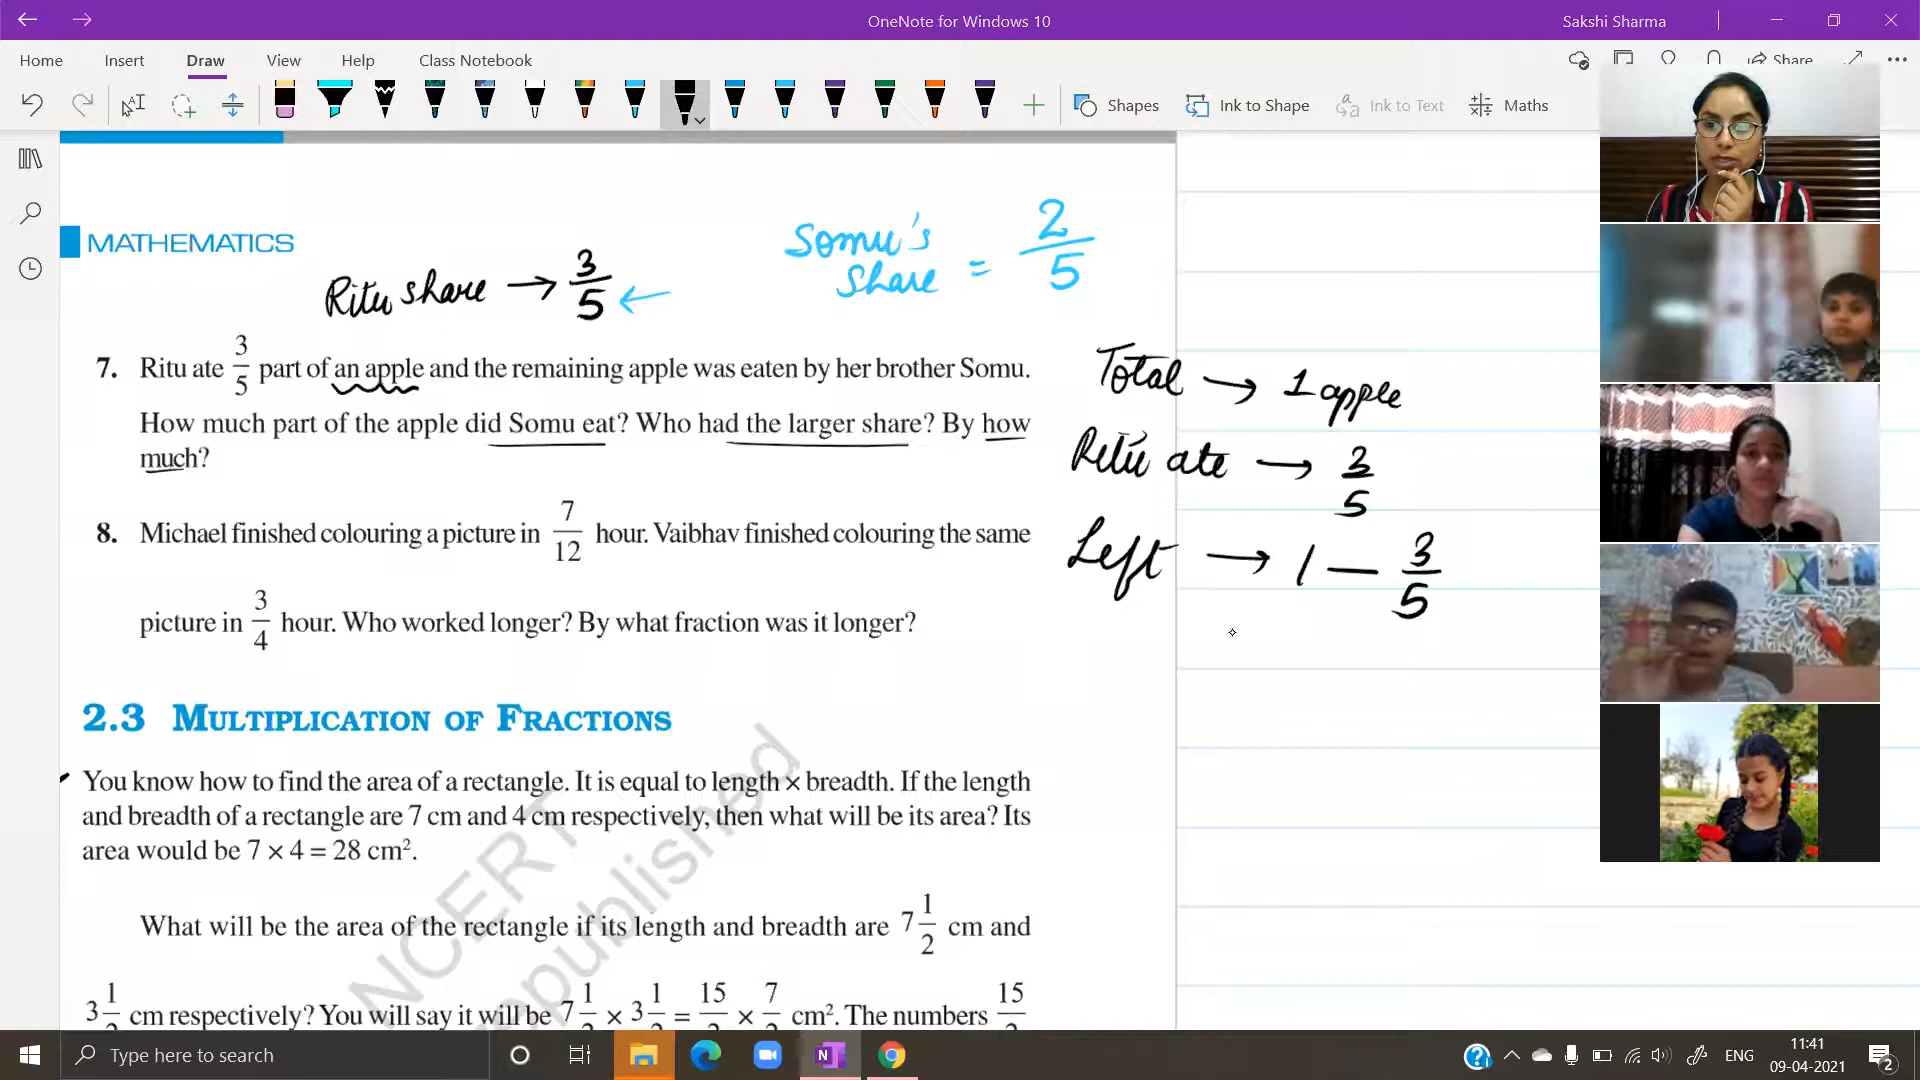 OneNote for Windows 10
Sakshi Sharma
Home Insert Draw View Help Class Notebook
Share
Shapes Ink to Shape Ink to Text Maths
MATHEMATICS
Ritu share → 3/5 ←
Somu's share = 2/5
7. Ritu ate 3/5 part of an apple and the remaining apple was eaten by her brother Somu.
How much part of the apple did Somu eat? Who had the larger share? By how
much?
Total → 1 apple
Ritu ate → 3/5
Left → 1 — 3/5
8. Michael finished colouring a picture in 7/12 hour. Vaibhav finished colouring the same
picture in 3/4 hour. Who worked longer? By what fraction was it longer?
2.3 MULTIPLICATION OF FRACTIONS
You know how to find the area of a rectangle. It is equal to length × breadth. If the length
and breadth of a rectangle are 7 cm and 4 cm respectively, then what will be its area? Its
area would be 7 × 4 = 28 cm².
What will be the area of the rectangle if its length and breadth are 7 1/2 cm and
3 1/2 cm respectively? You will say it will be 7 1/2 × 3 1/2 = 15/2 × 7/2 cm². The numbers 15/2
NCERT
republished
Type here to search
ENG
11:41
09-04-2021
2